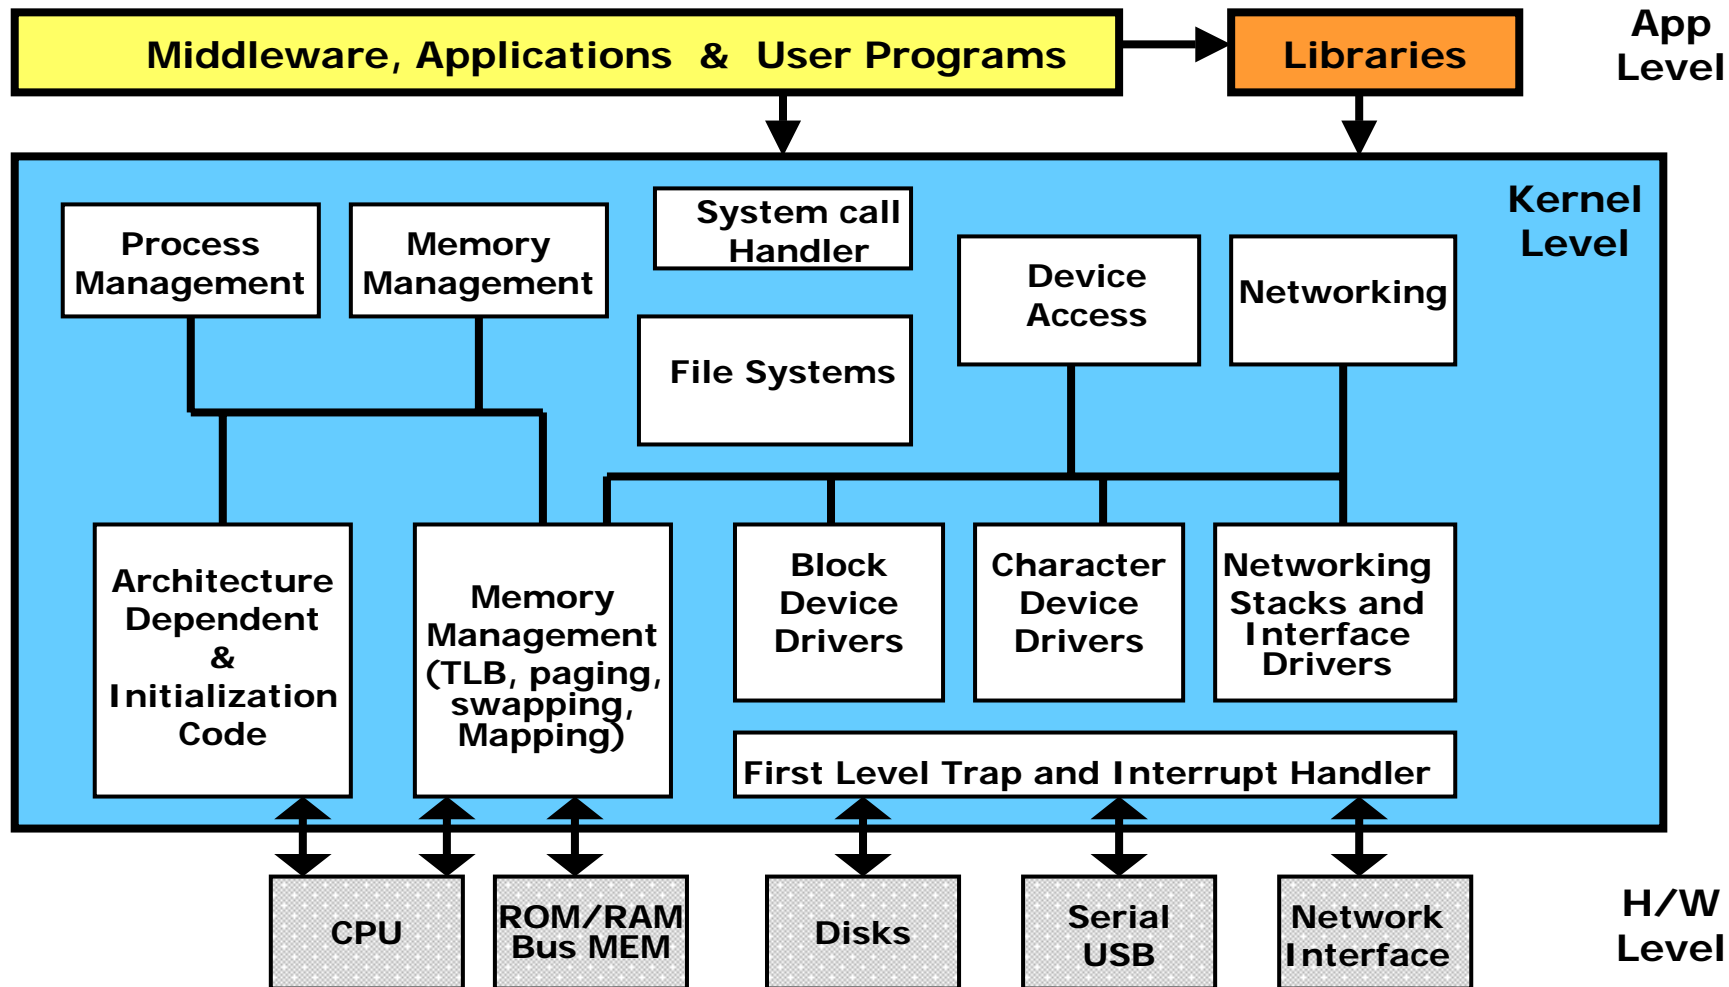 Middleware, Applications & User Programs
Libraries
App
Level
Kernel
Level
Process
Management
Memory
Management
System call
Handler
Device
Access
Networking
File Systems
Architecture
Dependent
&
Initialization
Code
Memory
Management
(TLB, paging,
swapping,
Mapping)
Block
Device
Drivers
Character
Device
Drivers
Networking
Stacks and
Interface
Drivers
First Level Trap and Interrupt Handler
CPU
ROM/RAM
Bus MEM
Disks
Serial
USB
Network
Interface
H/W
Level